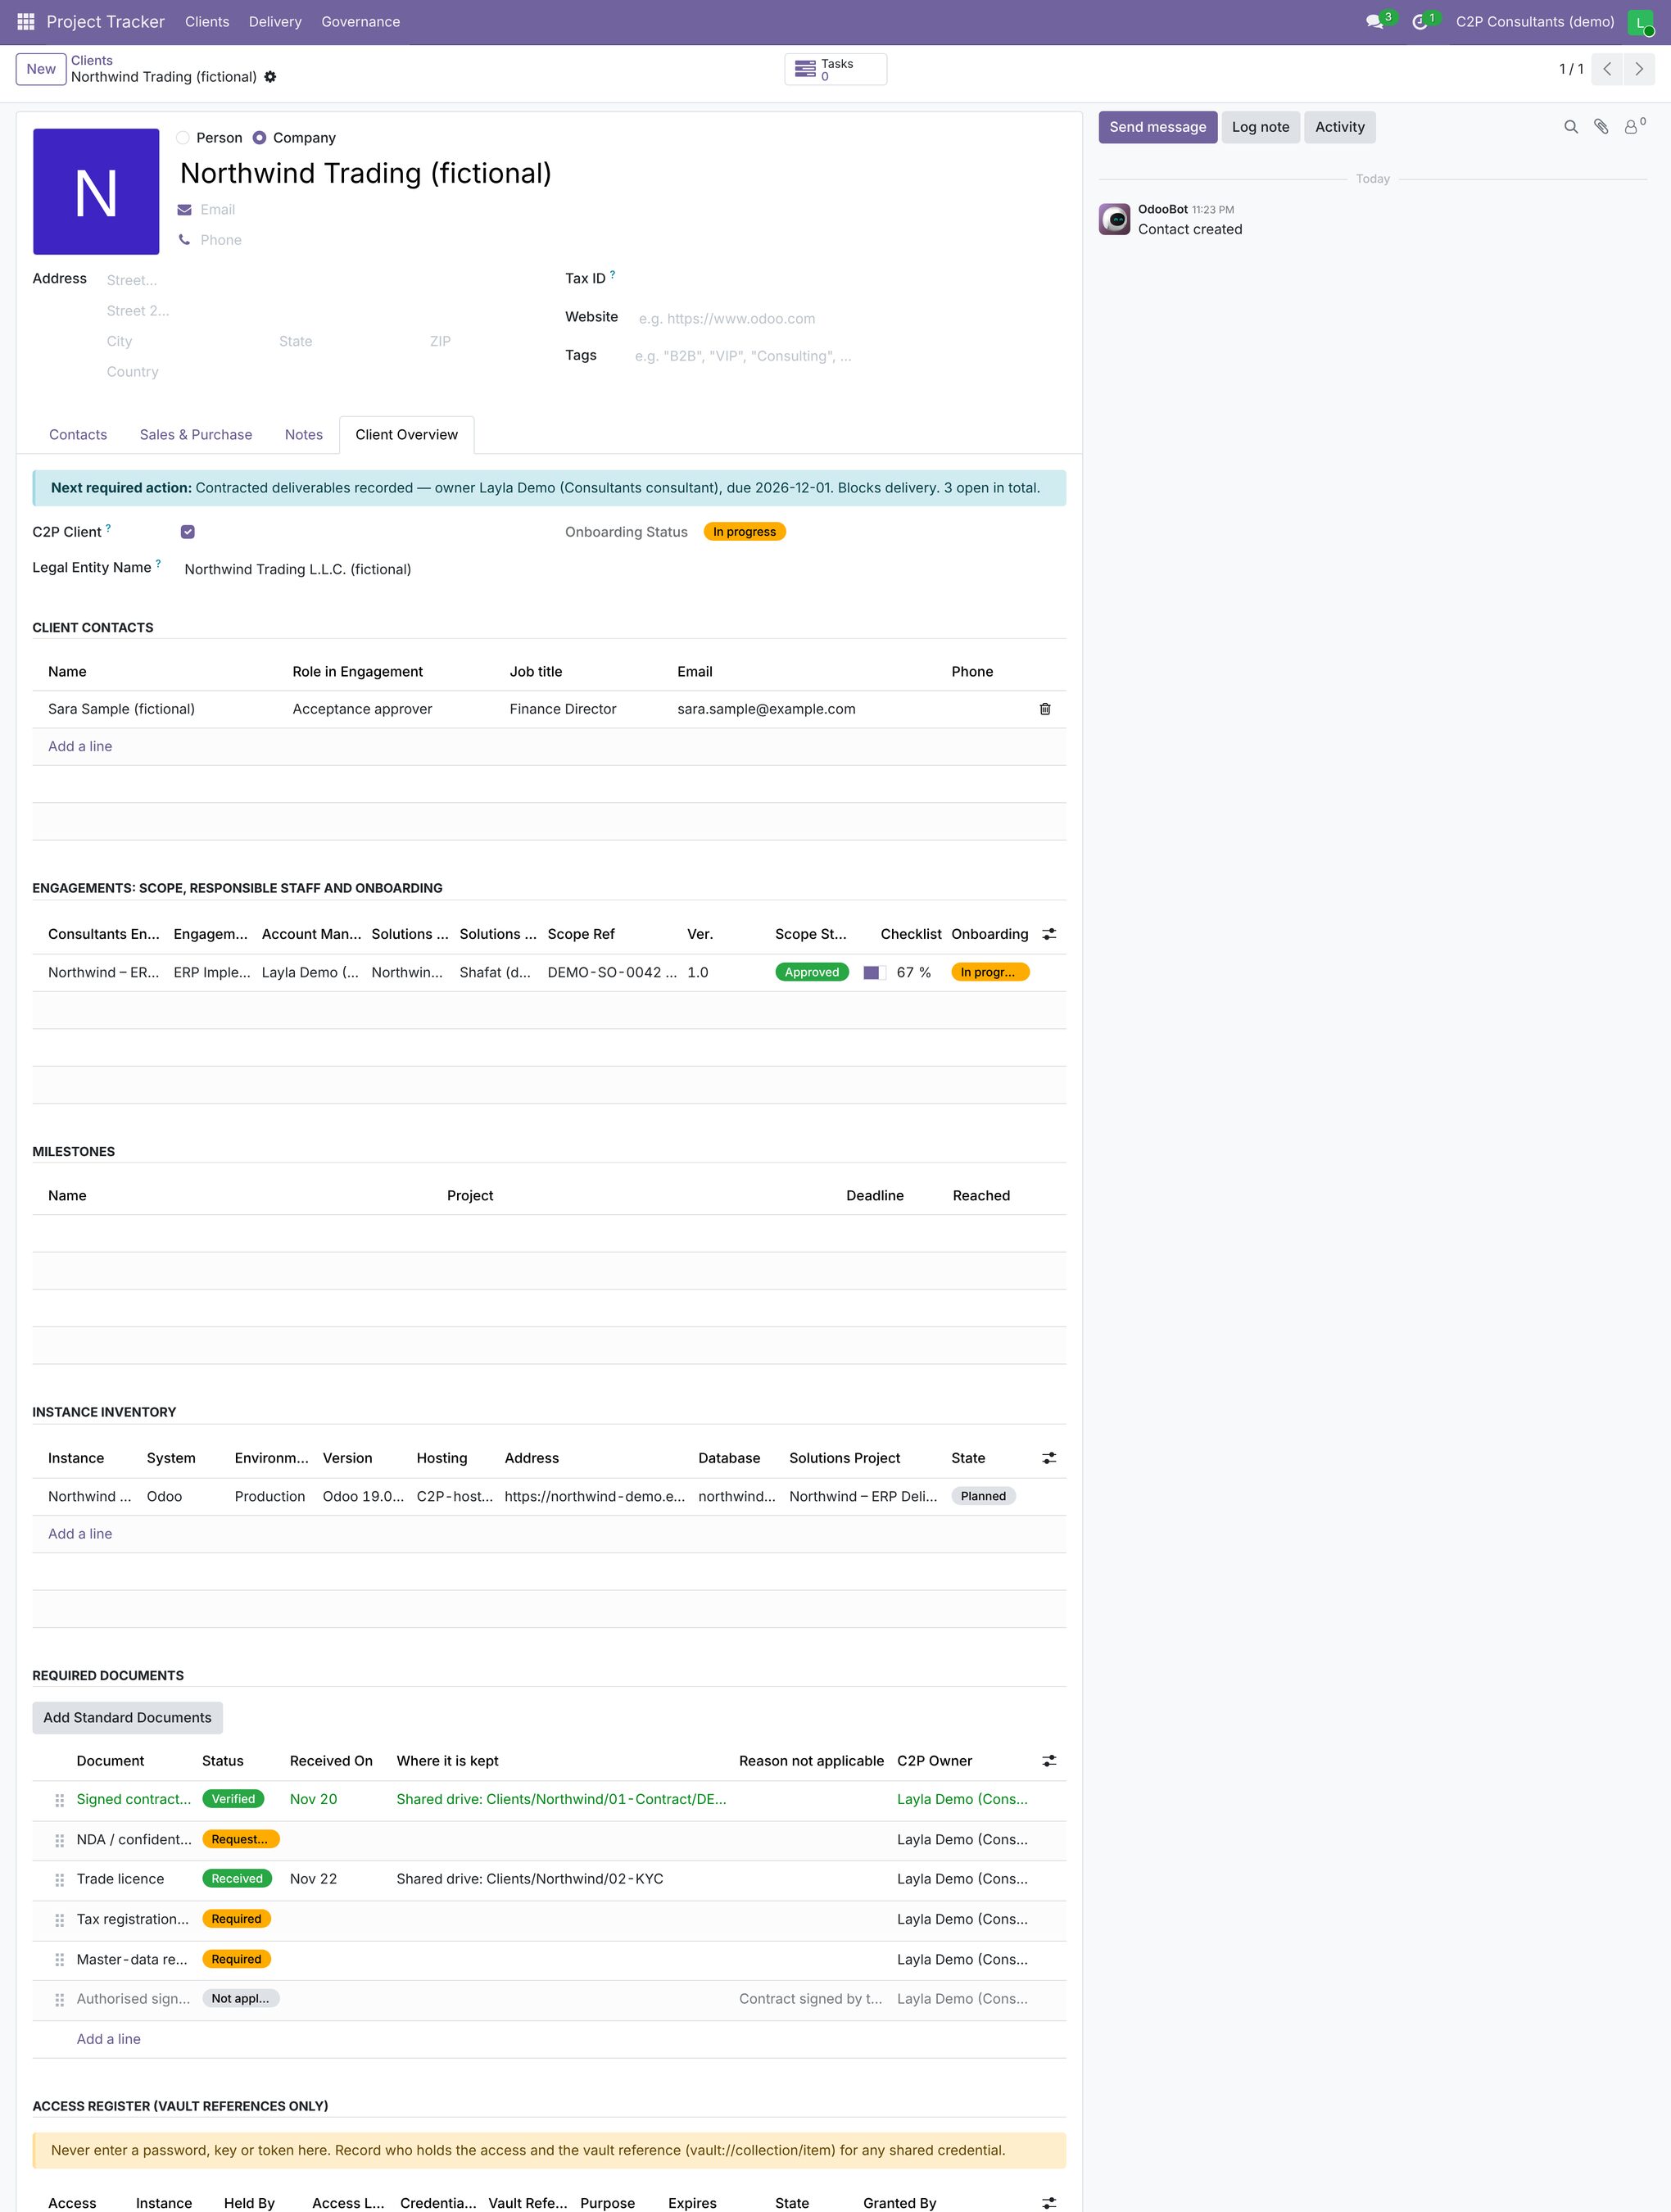 Project Tracker Clients Delivery Governance 3 1 C2P Consultants (demo) L
New Clients Tasks 1 / 1
Northwind Trading (fictional) 0
Send message Log note Activity 0
Person Company
N Northwind Trading (fictional)
Today
Email
OdooBot 11:23 PM
Contact created
Phone
Address Street... Tax ID ?
Street 2...
Website e.g. https://www.odoo.com
City State ZIP
Tags e.g. "B2B", "VIP", "Consulting", ...
Country
Contacts Sales & Purchase Notes Client Overview
Next required action: Contracted deliverables recorded — owner Layla Demo (Consultants consultant), due 2026-12-01. Blocks delivery. 3 open in total.
C2P Client ? Onboarding Status In progress
Legal Entity Name ? Northwind Trading L.L.C. (fictional)
CLIENT CONTACTS
Name Role in Engagement Job title Email Phone
Sara Sample (fictional) Acceptance approver Finance Director sara.sample@example.com
Add a line
ENGAGEMENTS: SCOPE, RESPONSIBLE STAFF AND ONBOARDING
Consultants En... Engagem... Account Man... Solutions ... Solutions ... Scope Ref Ver. Scope St... Checklist Onboarding
Northwind – ER... ERP Imple... Layla Demo (... Northwin... Shafat (d... DEMO-SO-0042 ... 1.0 Approved 67 % In progr...
MILESTONES
Name Project Deadline Reached
INSTANCE INVENTORY
Instance System Environm... Version Hosting Address Database Solutions Project State
Northwind ... Odoo Production Odoo 19.0... C2P-host... https://northwind-demo.e... northwind... Northwind – ERP Deli... Planned
Add a line
REQUIRED DOCUMENTS
Add Standard Documents
Document Status Received On Where it is kept Reason not applicable C2P Owner
Signed contract... Verified Nov 20 Shared drive: Clients/Northwind/01-Contract/DE... Layla Demo (Cons...
NDA / confident... Request... Layla Demo (Cons...
Trade licence Received Nov 22 Shared drive: Clients/Northwind/02-KYC Layla Demo (Cons...
Tax registration... Required Layla Demo (Cons...
Master-data re... Required Layla Demo (Cons...
Authorised sign... Not appl... Contract signed by t... Layla Demo (Cons...
Add a line
ACCESS REGISTER (VAULT REFERENCES ONLY)
Never enter a password, key or token here. Record who holds the access and the vault reference (vault://collection/item) for any shared credential.
Access Instance Held By Access L... Credentia... Vault Refe... Purpose Expires State Granted By